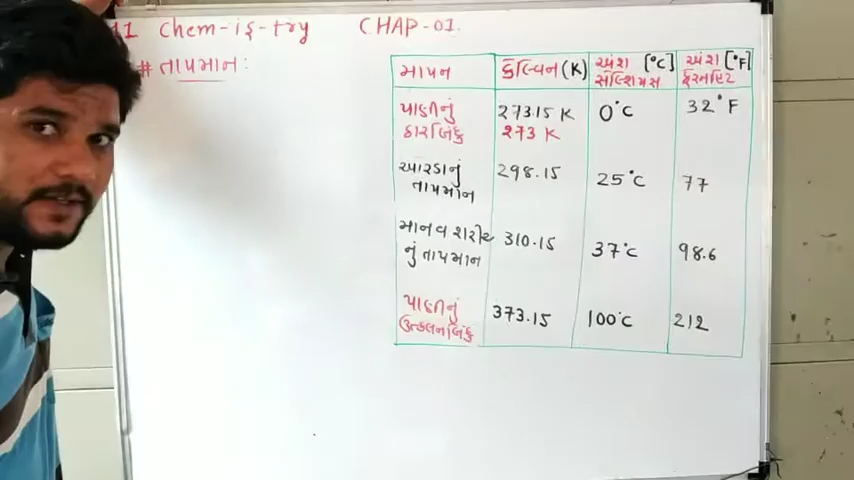 11 Chem-is-try CHAP-01.
# તાપમાન :
માપન કેલ્વિન (K) અંશ [°C] અંશ [°F]
સેલ્શિયસ ફેરનહિટ
પાણીનું 273.15 K 0°C 32°F
ઠારબિંદુ 273 K
ઓરડાનું 298.15 25°C 77
તાપમાન
માનવ શરીર 310.15 37°C 98.6
નું તાપમાન
પાણીનું 373.15 100°C 212
ઉત્કલનબિંદુ